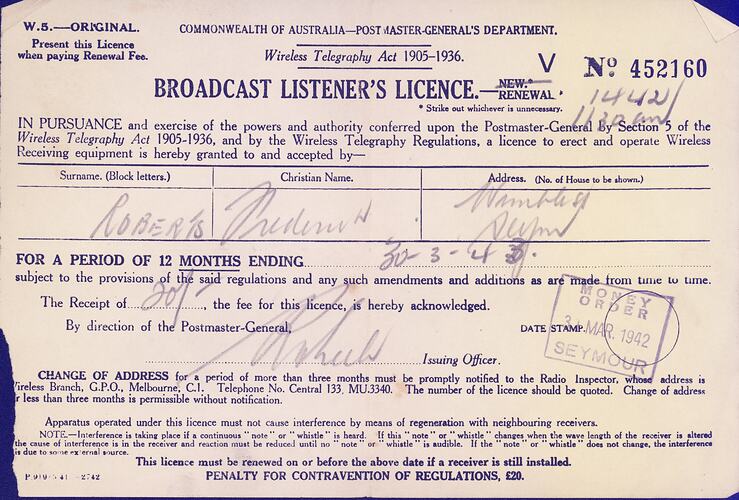 W.5.—ORIGINAL.
Present this Licence
when paying Renewal Fee.
COMMONWEALTH OF AUSTRALIA—POSTMASTER-GENERAL'S DEPARTMENT.
Wireless Telegraphy Act 1905-1936.
V
No 452160
BROADCAST LISTENER'S LICENCE.—NEW.*
RENEWAL.
* Strike out whichever is unnecessary.
IN PURSUANCE and exercise of the powers and authority conferred upon the Postmaster-General by Section 5 of the
Wireless Telegraphy Act 1905-1936, and by the Wireless Telegraphy Regulations, a licence to erect and operate Wireless
Receiving equipment is hereby granted to and accepted by—
Surname. (Block letters.) Christian Name. Address. (No. of House to be shown.)
ROBERTS Frederick
FOR A PERIOD OF 12 MONTHS ENDING 30-3-43.
subject to the provisions of the said regulations and any such amendments and additions as are made from time to time.
The Receipt of 20/-, the fee for this licence, is hereby acknowledged.
By direction of the Postmaster-General,
DATE STAMP.
MONEY
ORDER
31 MAR. 1942
SEYMOUR
Issuing Officer.
CHANGE OF ADDRESS for a period of more than three months must be promptly notified to the Radio Inspector, whose address is
Wireless Branch, G.P.O., Melbourne, C.1. Telephone No. Central 133, MU.3340. The number of the licence should be quoted. Change of address
r less than three months is permissible without notification.
Apparatus operated under this licence must not cause interference by means of regeneration with neighbouring receivers.
NOTE.—Interference is taking place if a continuous "note" or "whistle" is heard. If this "note" or "whistle" changes when the wave length of the receiver is altered
the cause of interference is in the receiver and reaction must be reduced until no "note" or "whistle" is audible. If the "note" or "whistle" does not change, the interference
is due to some external source.
This licence must be renewed on or before the above date if a receiver is still installed.
PENALTY FOR CONTRAVENTION OF REGULATIONS, £20.